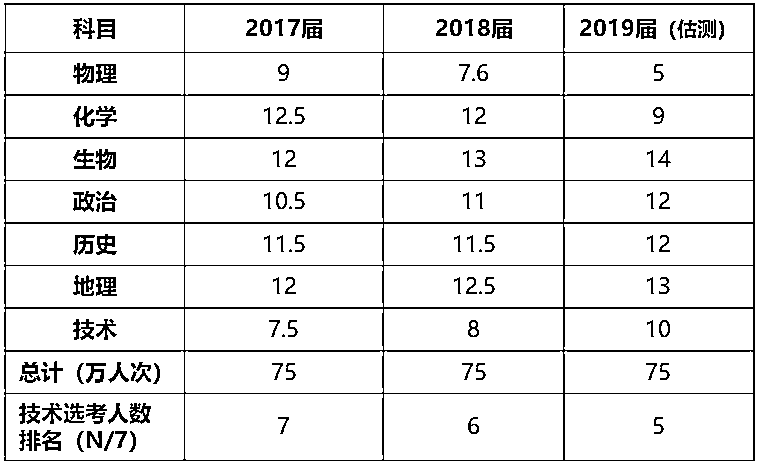 科目 2017届 2018届 2019届（估测）
物理 9 7.6 5
化学 12.5 12 9
生物 12 13 14
政治 10.5 11 12
历史 11.5 11.5 12
地理 12 12.5 13
技术 7.5 8 10
总计（万人次） 75 75 75
技术选考人数
排名（N/7） 7 6 5